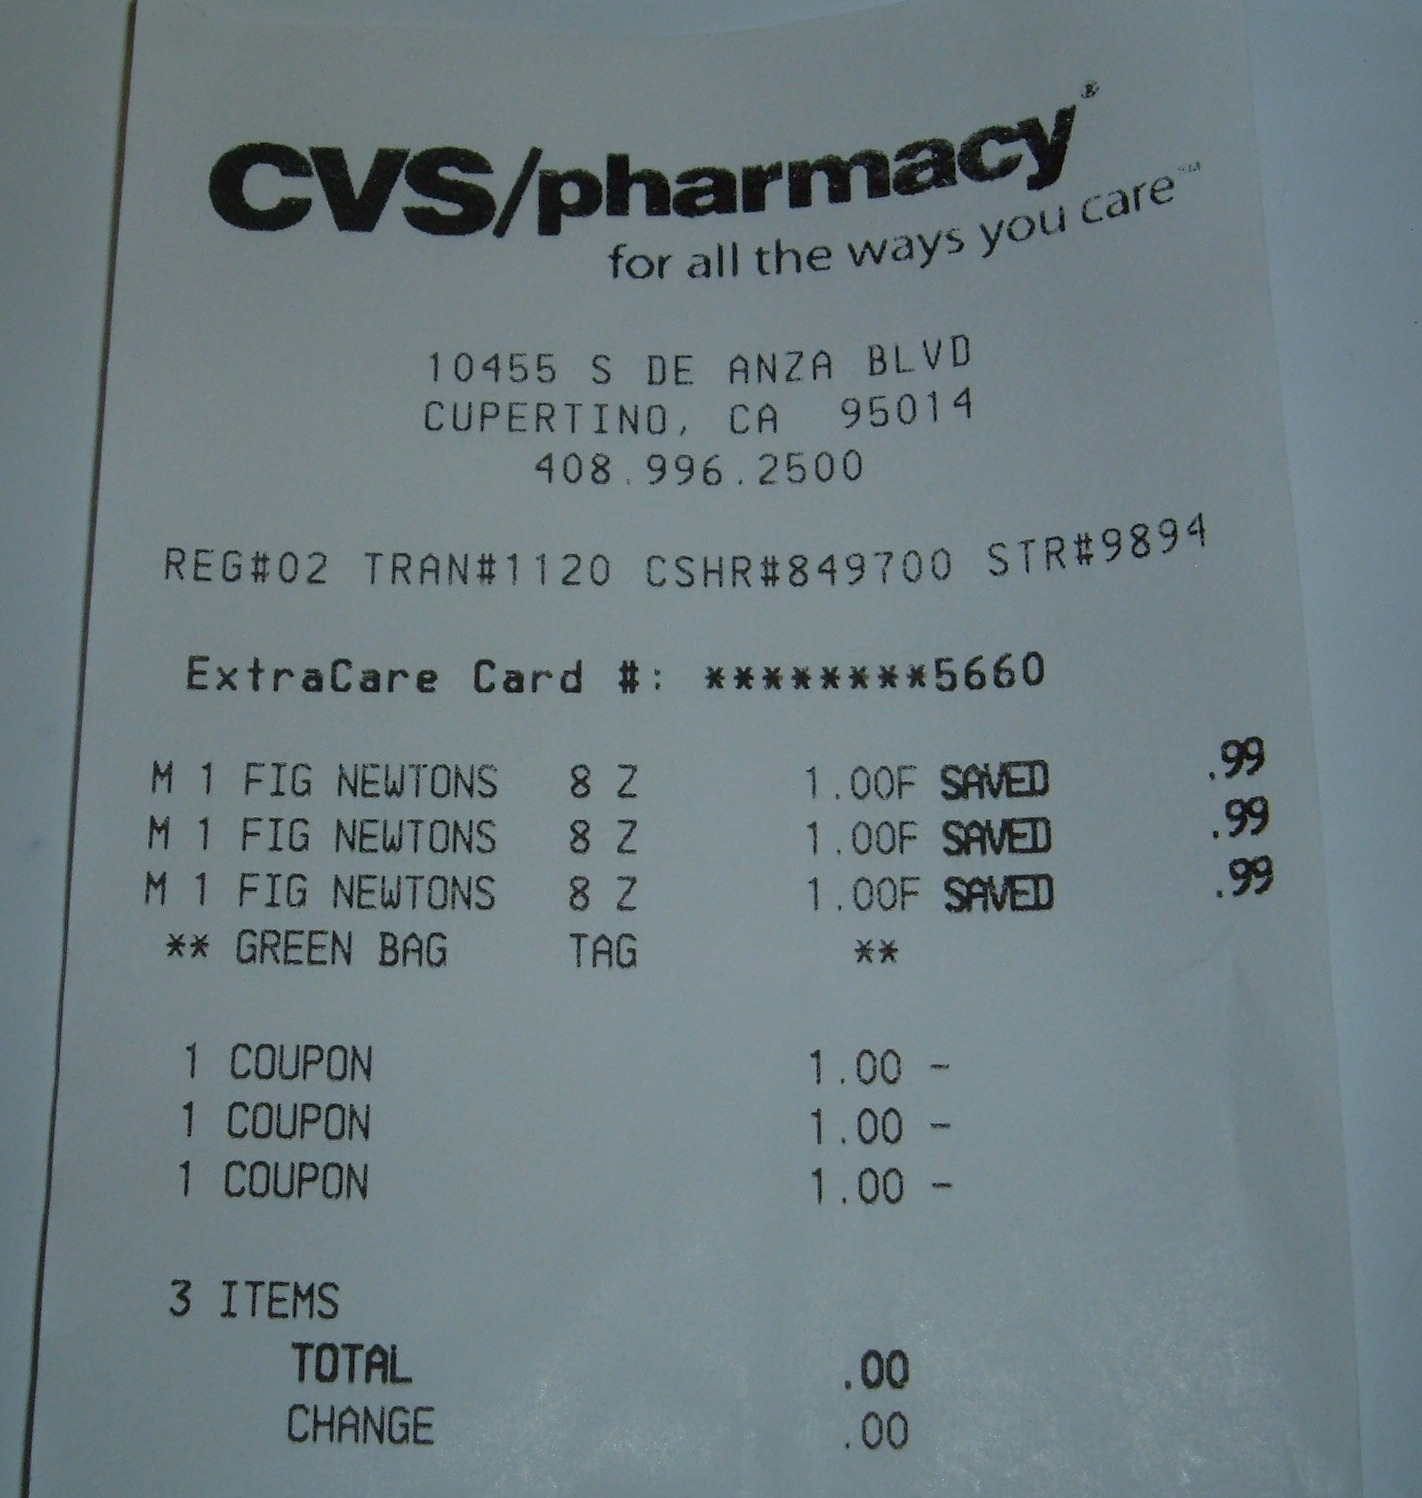 CVS/pharmacy®
for all the ways you care™
10455 S DE ANZA BLVD
CUPERTINO, CA 95014
408.996.2500
REG#02 TRAN#1120 CSHR#849700 STR#9894
ExtraCare Card #: ********5660
M 1 FIG NEWTONS 8 Z 1.00F SAVED .99
M 1 FIG NEWTONS 8 Z 1.00F SAVED .99
M 1 FIG NEWTONS 8 Z 1.00F SAVED .99
** GREEN BAG TAG **
1 COUPON 1.00 -
1 COUPON 1.00 -
1 COUPON 1.00 -
3 ITEMS
TOTAL .00
CHANGE .00